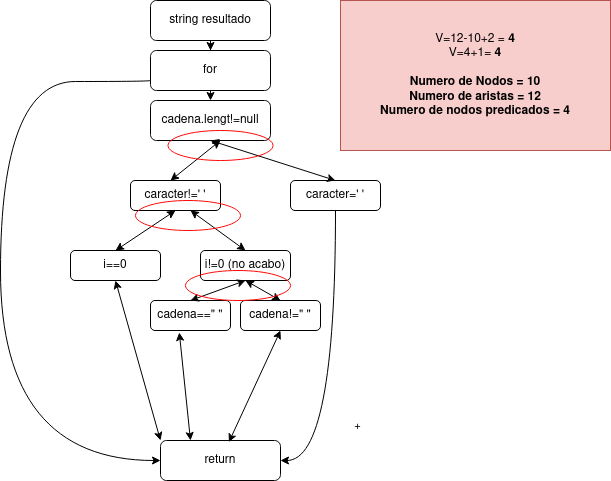 string resultado
for
cadena.lengt!=null
caracter!=' '
caracter=' '
i==0
i!=0 (no acabo)
cadena==" "
cadena!=" "
return
V=12-10+2 = 4
V=4+1= 4
Numero de Nodos = 10
Numero de aristas = 12
Numero de nodos predicados = 4
+